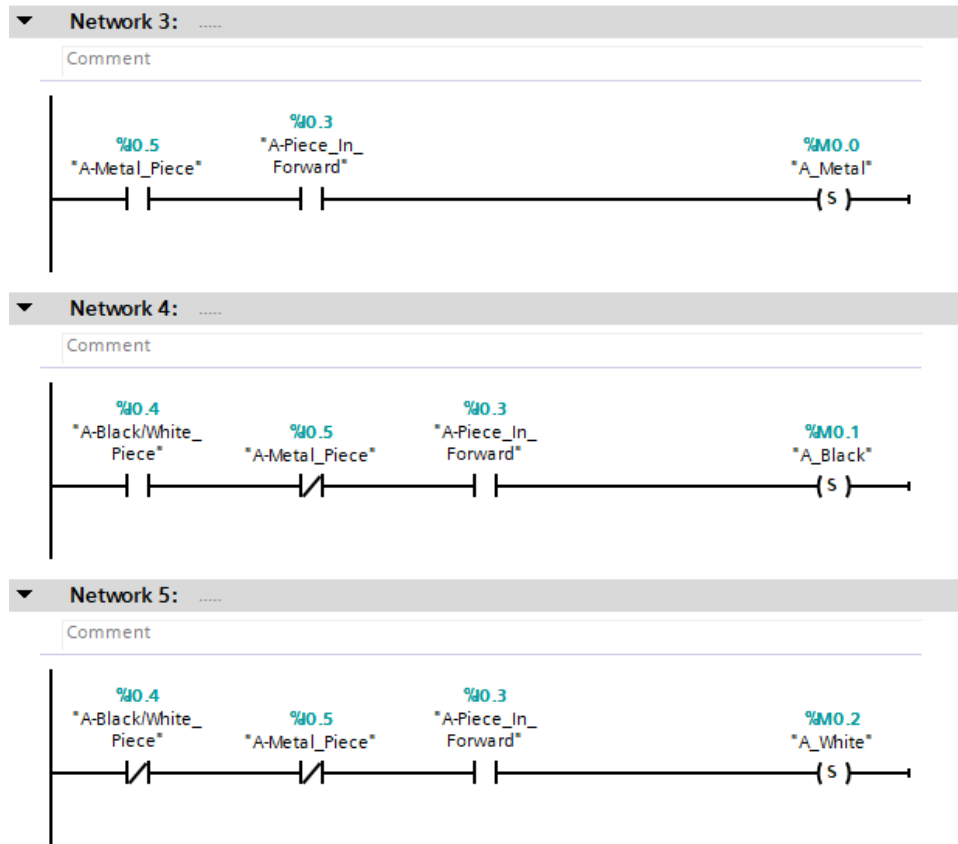 Network 3: .....
Comment
%I0.3
%I0.5 "A-Piece_In_
"A-Metal_Piece" Forward" %M0.0
"A_Metal"
S
Network 4: .....
Comment
%I0.4 %I0.3
"A-Black/White_ %I0.5 "A-Piece_In_ %M0.1
Piece" "A-Metal_Piece" Forward" "A_Black"
S
Network 5: .....
Comment
%I0.4 %I0.3
"A-Black/White_ %I0.5 "A-Piece_In_ %M0.2
Piece" "A-Metal_Piece" Forward" "A_White"
S